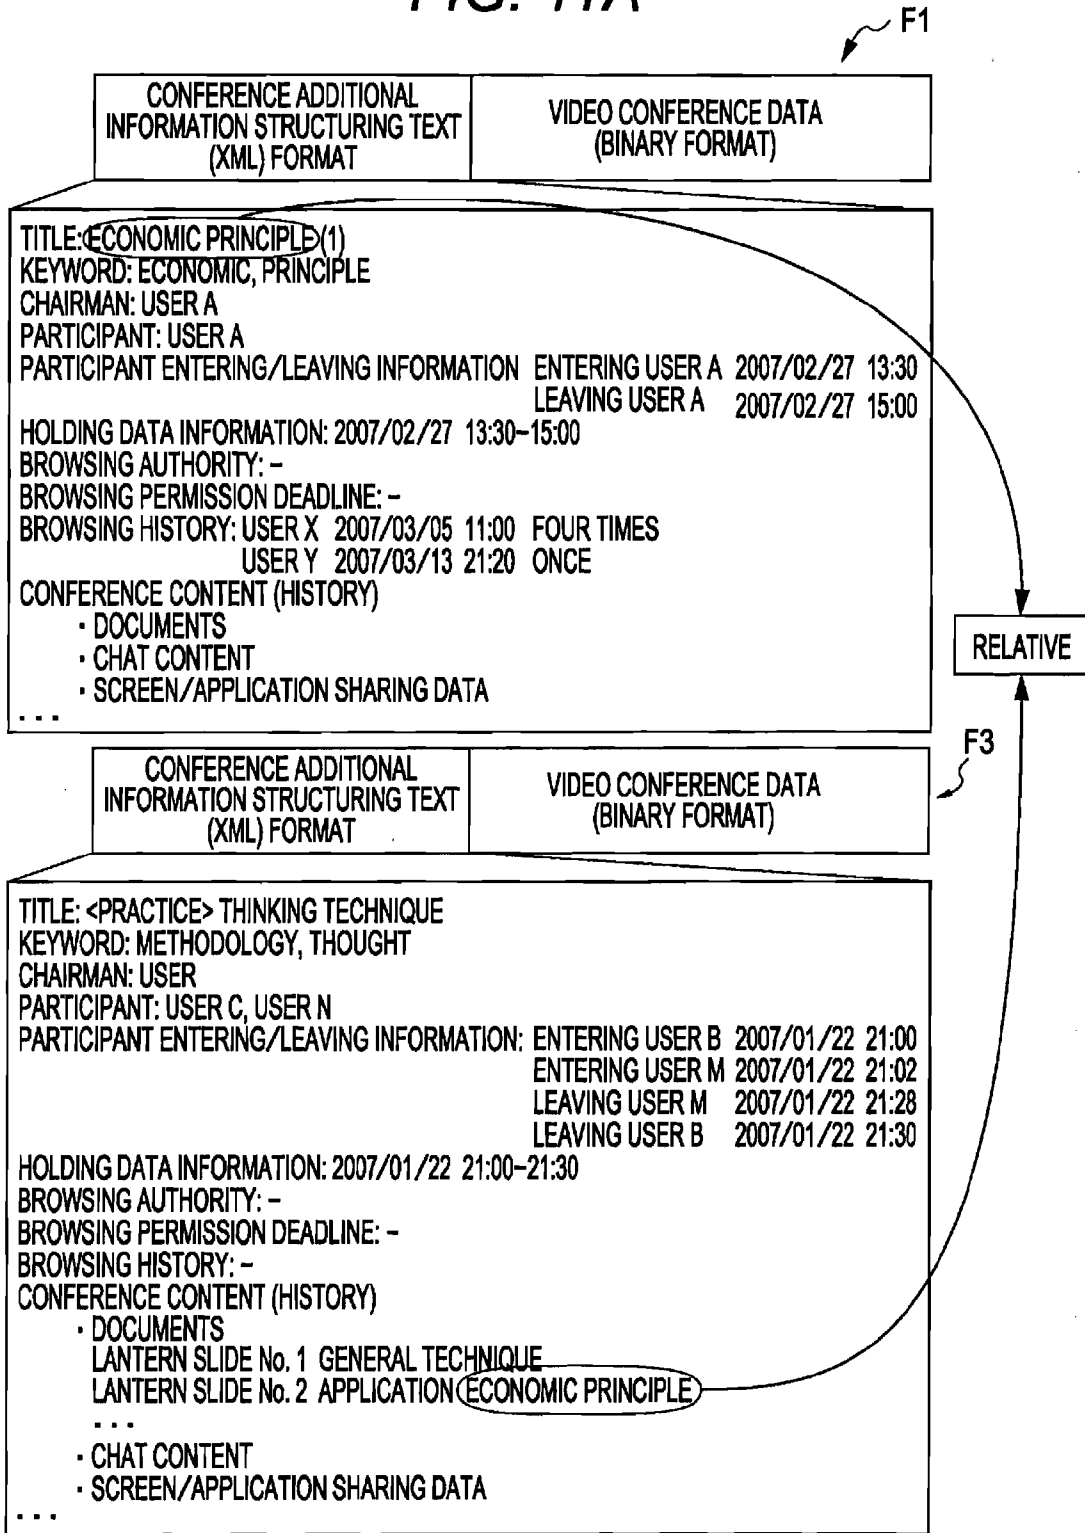 FIG. 11A
F1
CONFERENCE ADDITIONAL
INFORMATION STRUCTURING TEXT
(XML) FORMAT
VIDEO CONFERENCE DATA
(BINARY FORMAT)
TITLE: ECONOMIC PRINCIPLE (1)
KEYWORD: ECONOMIC, PRINCIPLE
CHAIRMAN: USER A
PARTICIPANT: USER A
PARTICIPANT ENTERING/LEAVING INFORMATION ENTERING USER A 2007/02/27 13:30
LEAVING USER A 2007/02/27 15:00
HOLDING DATA INFORMATION: 2007/02/27 13:30-15:00
BROWSING AUTHORITY: -
BROWSING PERMISSION DEADLINE: -
BROWSING HISTORY: USER X 2007/03/05 11:00 FOUR TIMES
USER Y 2007/03/13 21:20 ONCE
CONFERENCE CONTENT (HISTORY)
· DOCUMENTS
· CHAT CONTENT
· SCREEN/APPLICATION SHARING DATA
...
RELATIVE
F3
CONFERENCE ADDITIONAL
INFORMATION STRUCTURING TEXT
(XML) FORMAT
VIDEO CONFERENCE DATA
(BINARY FORMAT)
TITLE: <PRACTICE> THINKING TECHNIQUE
KEYWORD: METHODOLOGY, THOUGHT
CHAIRMAN: USER
PARTICIPANT: USER C, USER N
PARTICIPANT ENTERING/LEAVING INFORMATION: ENTERING USER B 2007/01/22 21:00
ENTERING USER M 2007/01/22 21:02
LEAVING USER M 2007/01/22 21:28
LEAVING USER B 2007/01/22 21:30
HOLDING DATA INFORMATION: 2007/01/22 21:00-21:30
BROWSING AUTHORITY: -
BROWSING PERMISSION DEADLINE: -
BROWSING HISTORY: -
CONFERENCE CONTENT (HISTORY)
· DOCUMENTS
LANTERN SLIDE No. 1 GENERAL TECHNIQUE
LANTERN SLIDE No. 2 APPLICATION ECONOMIC PRINCIPLE
...
· CHAT CONTENT
· SCREEN/APPLICATION SHARING DATA
...